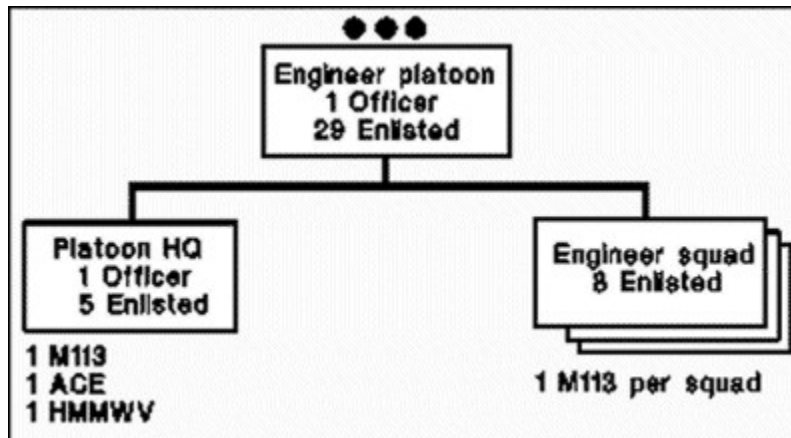 Engineer platoon
1 Officer
29 Enlisted
Platoon HQ
1 Officer
5 Enlisted
1 M113
1 ACE
1 HMMWV
Engineer squad
8 Enlisted
1 M113 per squad